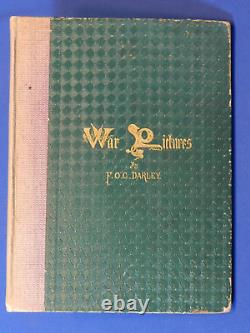 War Pictures
by
F.O.C. DARLEY.